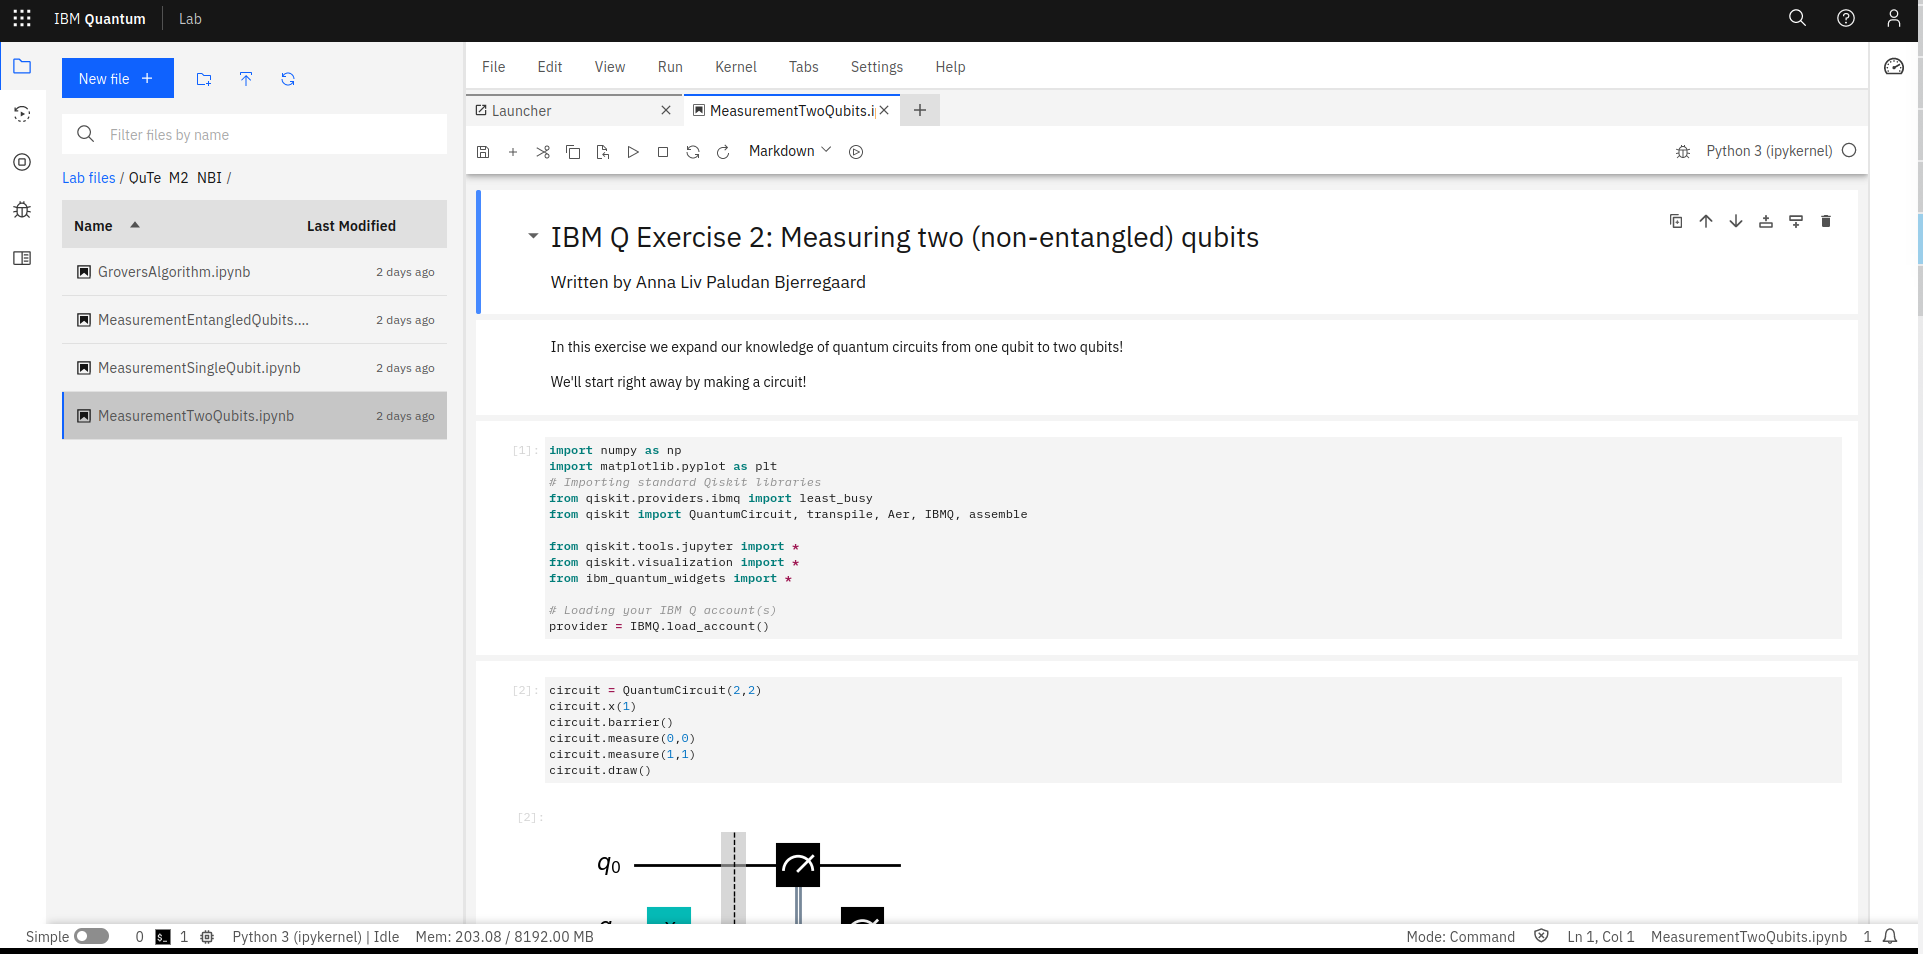 IBM Quantum Lab
New file +
Filter files by name
Lab files / QuTe M2 NBI /
Name Last Modified
GroversAlgorithm.ipynb 2 days ago
MeasurementEntangledQubits.... 2 days ago
MeasurementSingleQubit.ipynb 2 days ago
MeasurementTwoQubits.ipynb 2 days ago
File Edit View Run Kernel Tabs Settings Help
Launcher MeasurementTwoQubits.i
Markdown Python 3 (ipykernel)
IBM Q Exercise 2: Measuring two (non-entangled) qubits
Written by Anna Liv Paludan Bjerregaard
In this exercise we expand our knowledge of quantum circuits from one qubit to two qubits!
We'll start right away by making a circuit!
[1]: import numpy as np
import matplotlib.pyplot as plt
# Importing standard Qiskit libraries
from qiskit.providers.ibmq import least_busy
from qiskit import QuantumCircuit, transpile, Aer, IBMQ, assemble
from qiskit.tools.jupyter import *
from qiskit.visualization import *
from ibm_quantum_widgets import *
# Loading your IBM Q account(s)
provider = IBMQ.load_account()
[2]: circuit = QuantumCircuit(2,2)
circuit.x(1)
circuit.barrier()
circuit.measure(0,0)
circuit.measure(1,1)
circuit.draw()
[2]:
q0
Simple 0 1 Python 3 (ipykernel) | Idle Mem: 203.08 / 8192.00 MB Mode: Command Ln 1, Col 1 MeasurementTwoQubits.ipynb 1